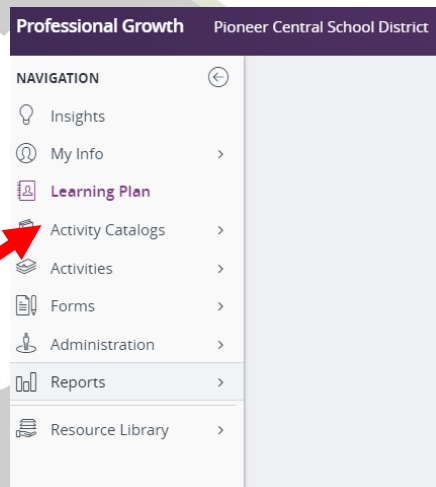 Professional Growth Pioneer Central School District
NAVIGATION
Insights
My Info
Learning Plan
Activity Catalogs
Activities
Forms
Administration
Reports
Resource Library